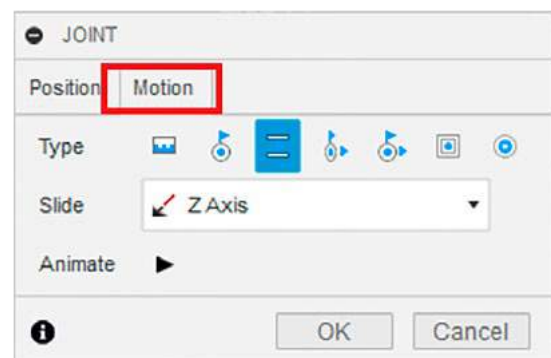 JOINT
Position Motion
Type
Slide Z Axis
Animate
OK Cancel